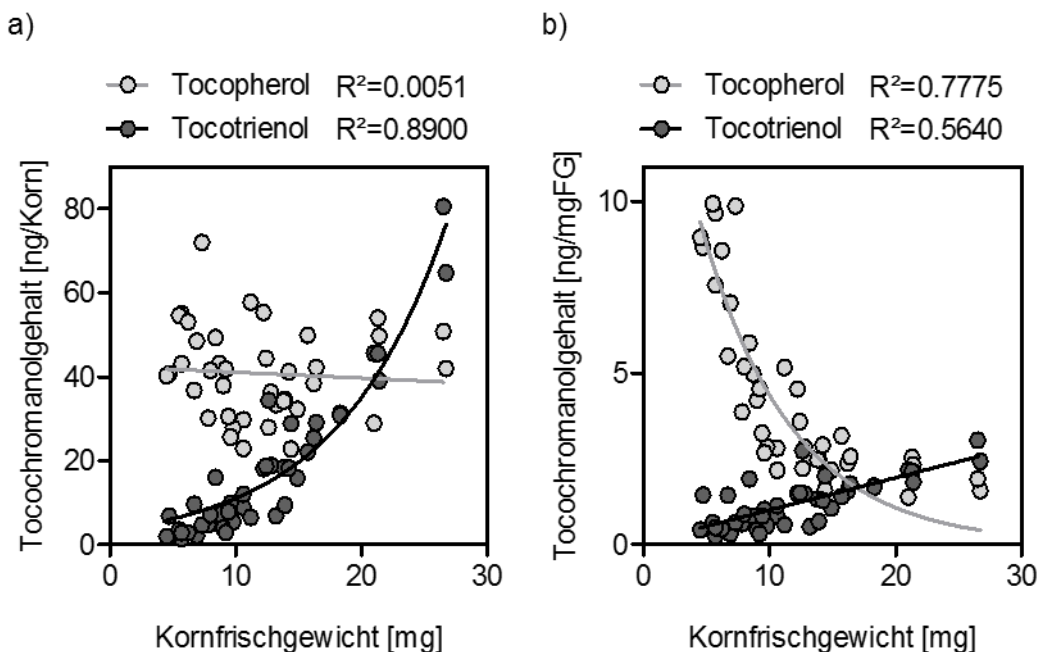 a)
Tocopherol R²=0.0051
Tocotrienol R²=0.8900
Tocochromanolgehalt [ng/Korn]
80
60
40
20
0
0 10 20 30
Kornfrischgewicht [mg]
b)
Tocopherol R²=0.7775
Tocotrienol R²=0.5640
Tocochromanolgehalt [ng/mgFG]
10
5
0
0 10 20 30
Kornfrischgewicht [mg]